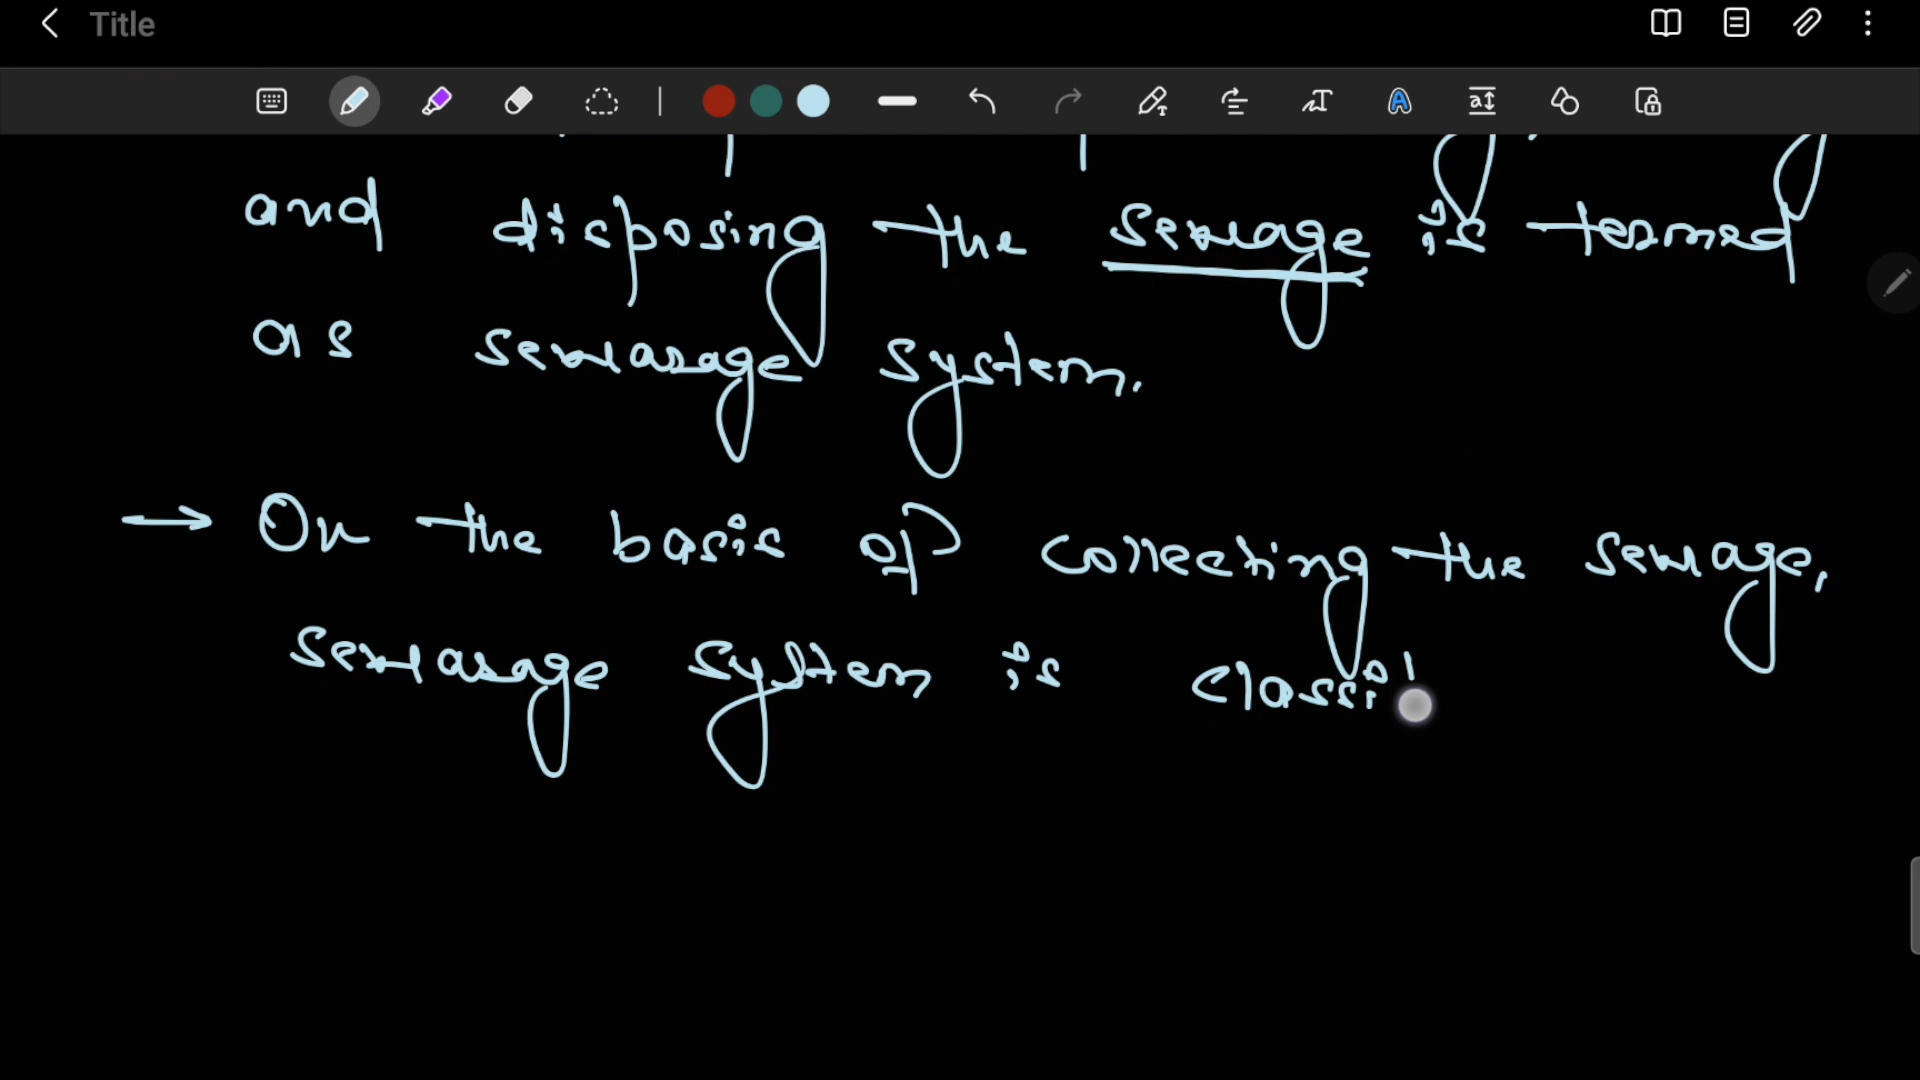 Title
and disposing the sewage is termed
as sewarage system.
→ On the basis of collecting the sewage,
sewarage system is classi